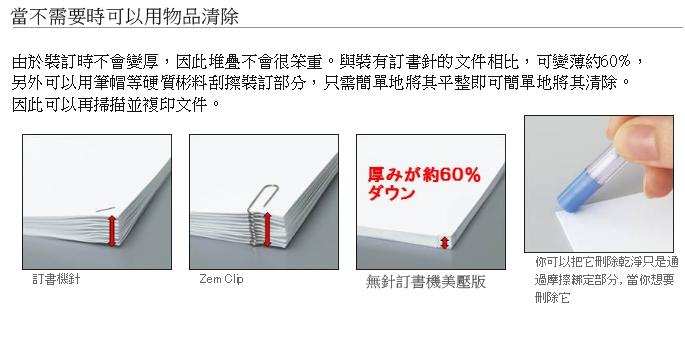 當不需要時可以用物品清除
由於裝訂時不會變厚，因此堆疊不會很笨重。與裝有訂書針的文件相比，可變薄約60%，
另外可以用筆帽等硬質彬料刮擦裝訂部分，只需簡單地將其平整即可簡單地將其清除。
因此可以再掃描並複印文件。
厚みが約60%
ダウン
訂書機針
Zem Clip
無針訂書機美壓版
你可以把它刪除乾淨只是通
過摩擦綁定部分，當你想要
刪除它